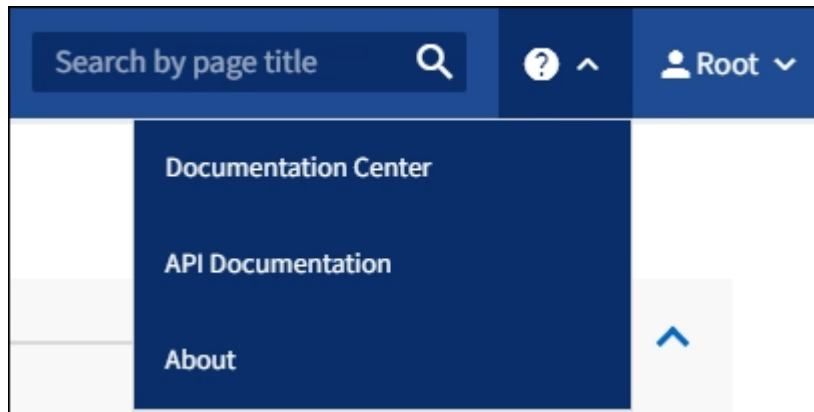 Search by page title
Root
Documentation Center
API Documentation
About